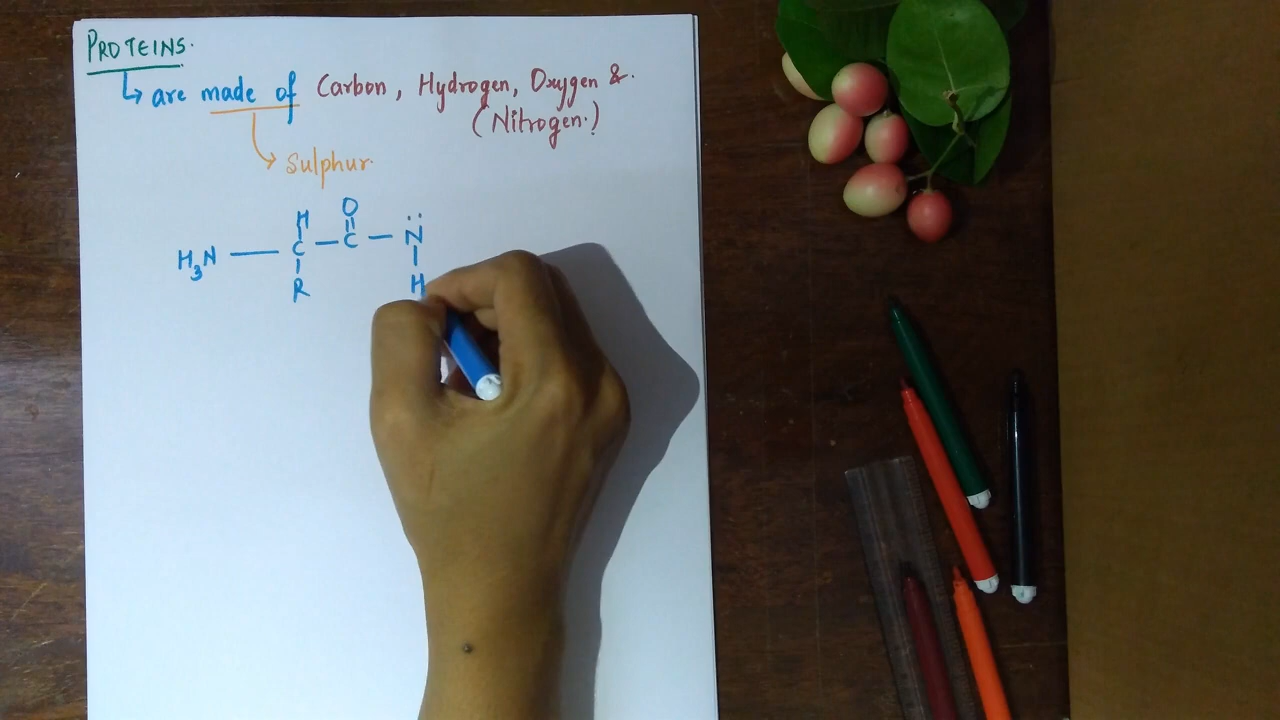 PROTEINS.
↳ are made of Carbon, Hydrogen, Oxygen &.
(Nitrogen.)
Sulphur.
H O
H₃N — C — C — N̈
R H